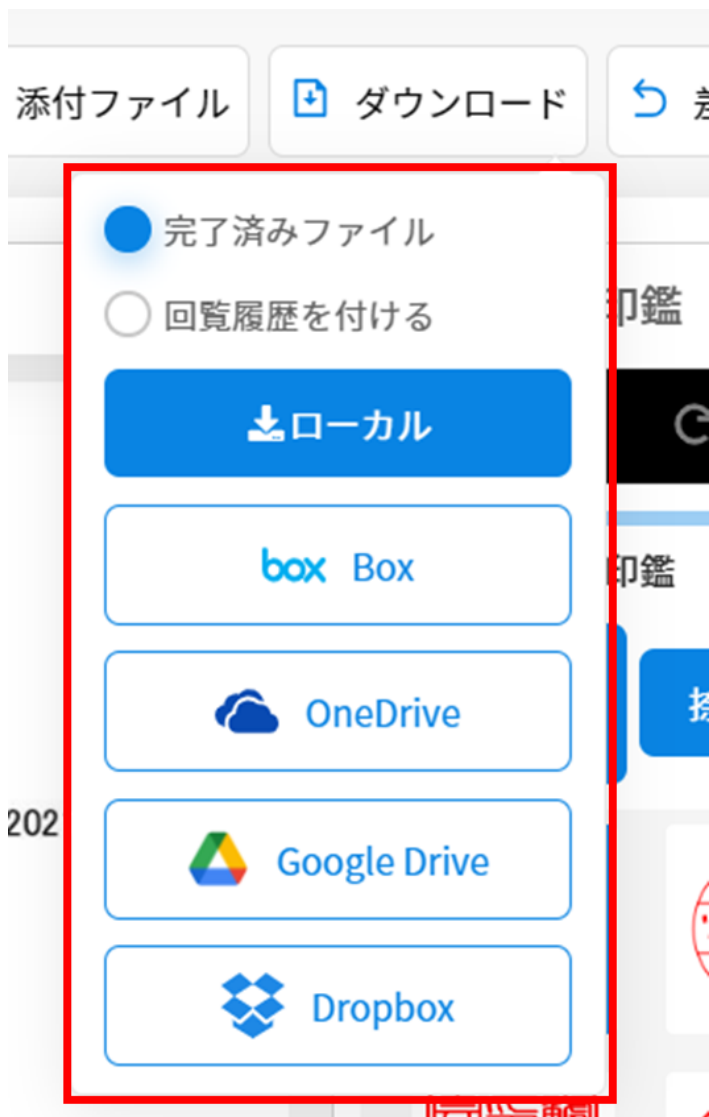 添付ファイル
ダウンロード
完了済みファイル
回覧履歴を付ける
印鑑
ローカル
box Box
印鑑
OneDrive
202
Google Drive
Dropbox